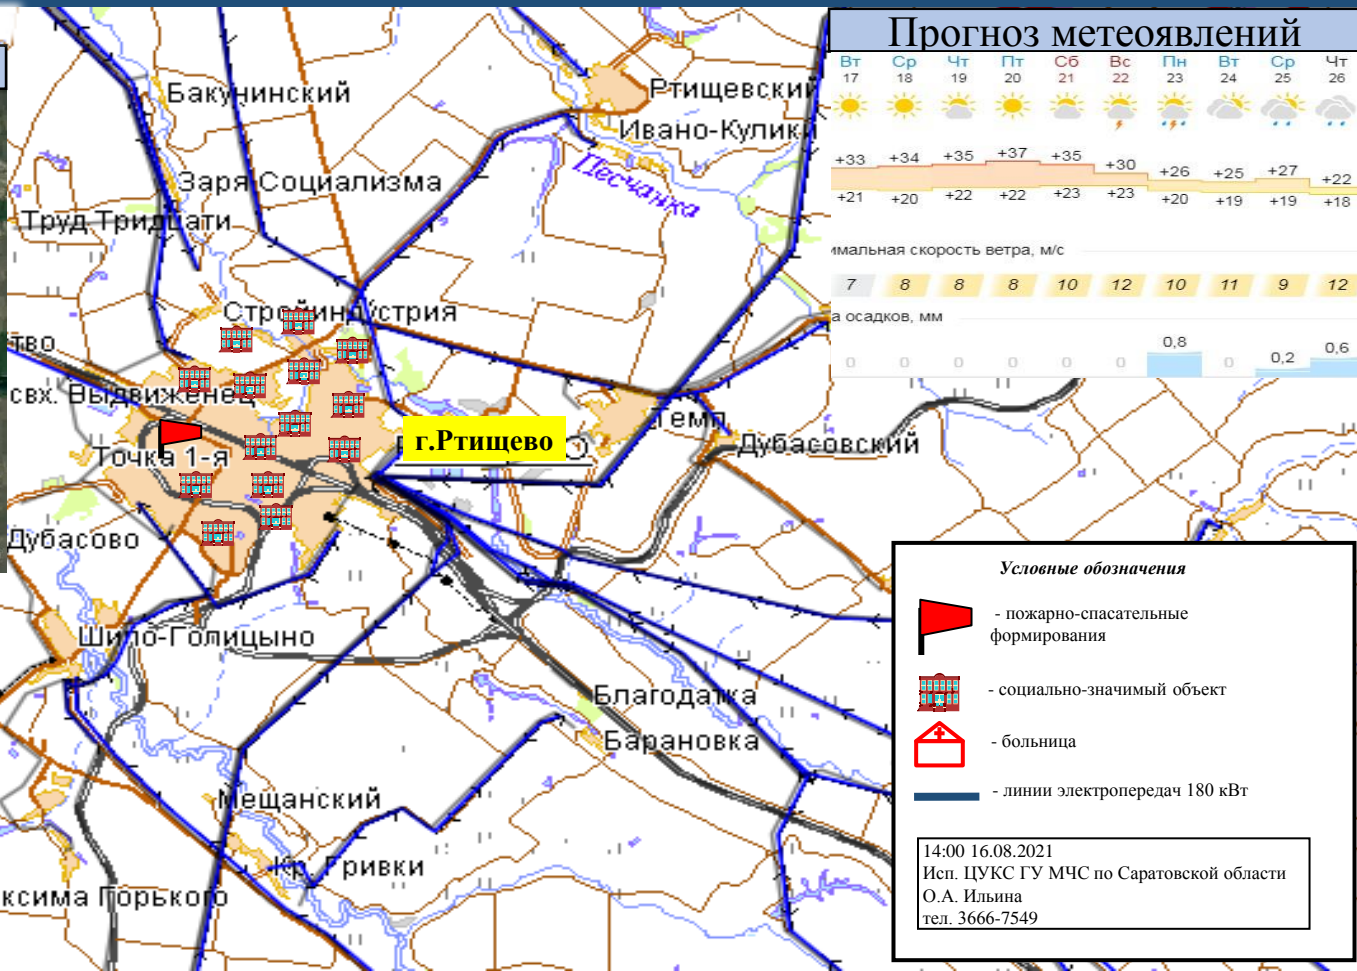 Прогноз метеоявлений
Вт Ср Чт Пт Сб Вс Пн Вт Ср Чт
17 18 19 20 21 22 23 24 25 26
+33 +34 +35 +37 +35 +30 +26 +25 +27 +22
+21 +20 +22 +22 +23 +23 +20 +19 +19 +18
имальная скорость ветра, м/с
7 8 8 8 10 12 10 11 9 12
а осадков, мм
0 0 0 0 0 0 0,8 0 0,2 0,6
Бакунинский
Ртищевский
Ивано-Кулики
Песчанка
Заря Социализма
Труд Тридцати
Стройиндустрия
тво
свх. Выдвиженец
Темп
г.Ртищево
Дубасовский
Точка 1-я
Дубасово
Шило-Голицыно
Благодатка
Барановка
Мещанский
Кр. Гривки
ксима Горького
Условные обозначения
- пожарно-спасательные
формирования
- социально-значимый объект
- больница
- линии электропередач 180 кВт
14:00 16.08.2021
Исп. ЦУКС ГУ МЧС по Саратовской области
О.А. Ильина
тел. 3666-7549